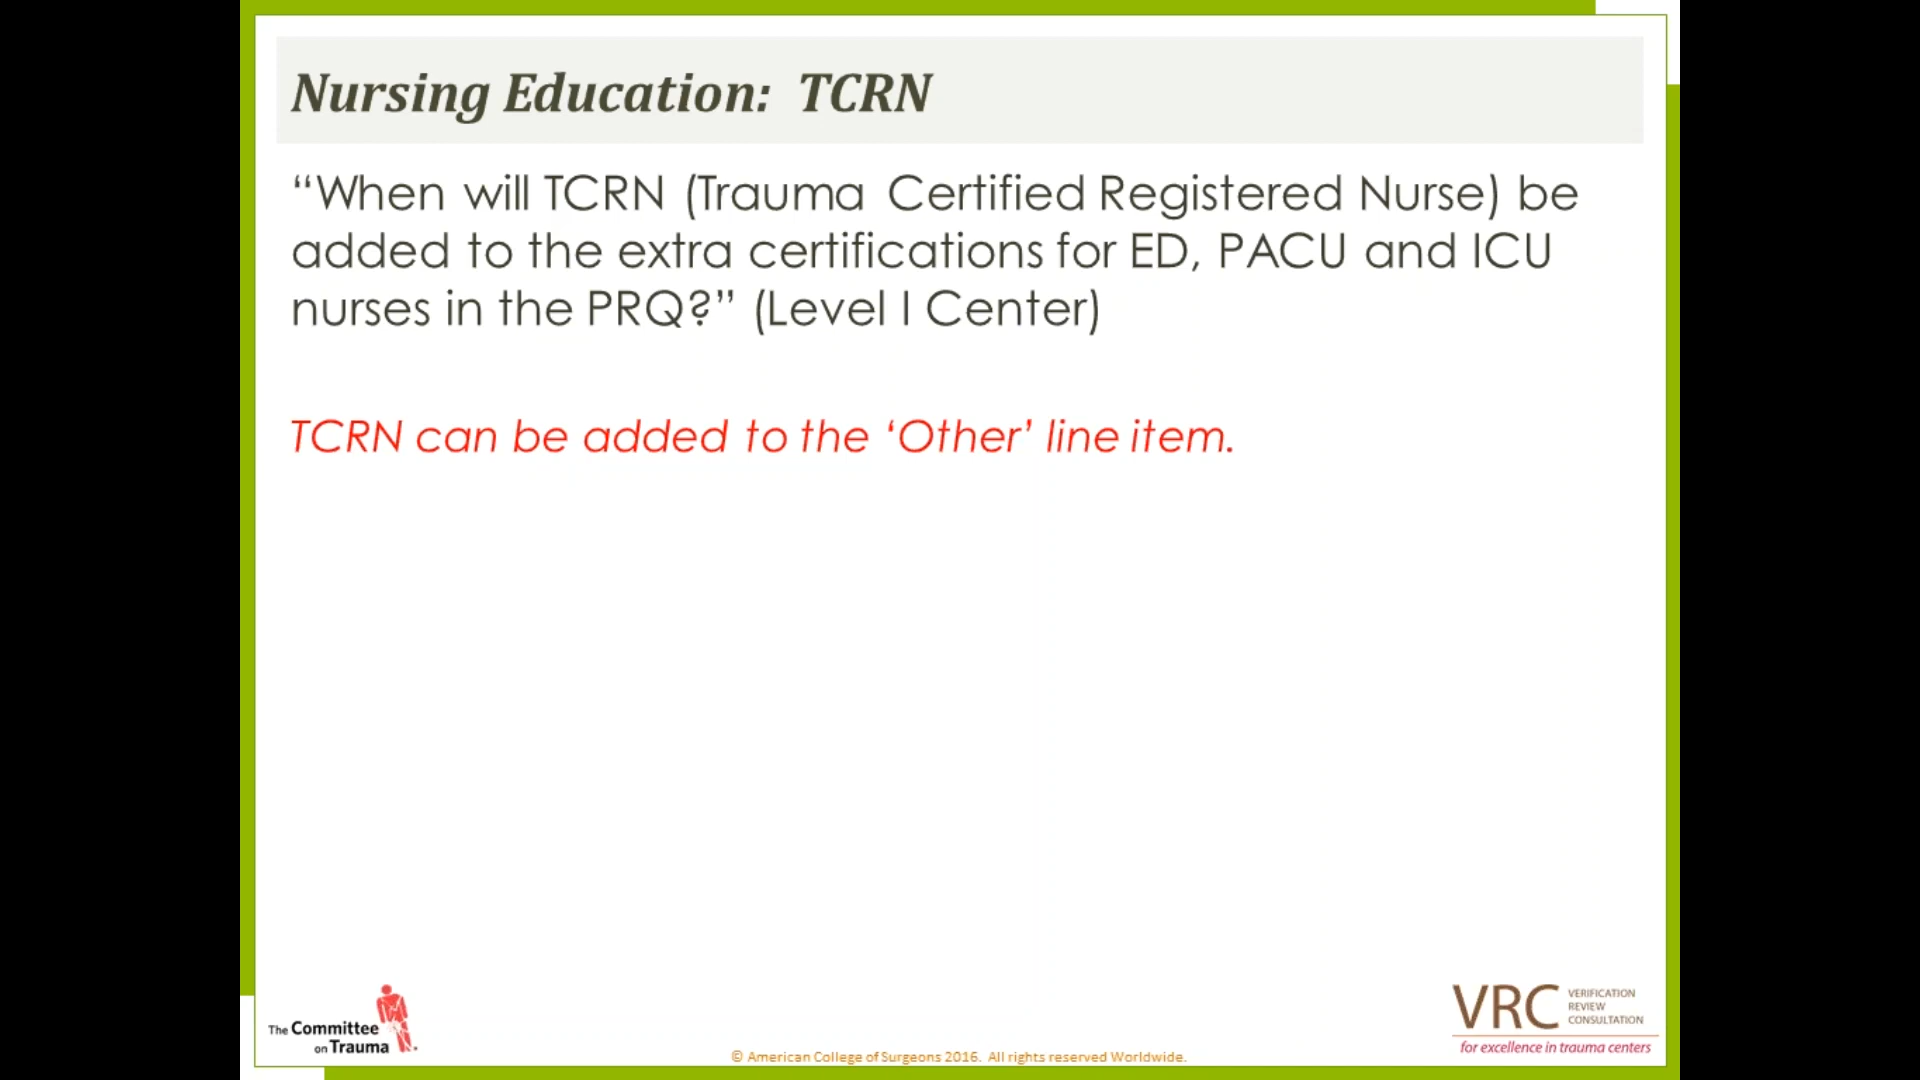 Nursing Education: TCRN
“When will TCRN (Trauma Certified Registered Nurse) be
added to the extra certifications for ED, PACU and ICU
nurses in the PRQ?” (Level I Center)
TCRN can be added to the ‘Other’ line item.
The Committee
on Trauma
© American College of Surgeons 2016. All rights reserved Worldwide.
VRC
VERIFICATION
REVIEW
CONSULTATION
for excellence in trauma centers